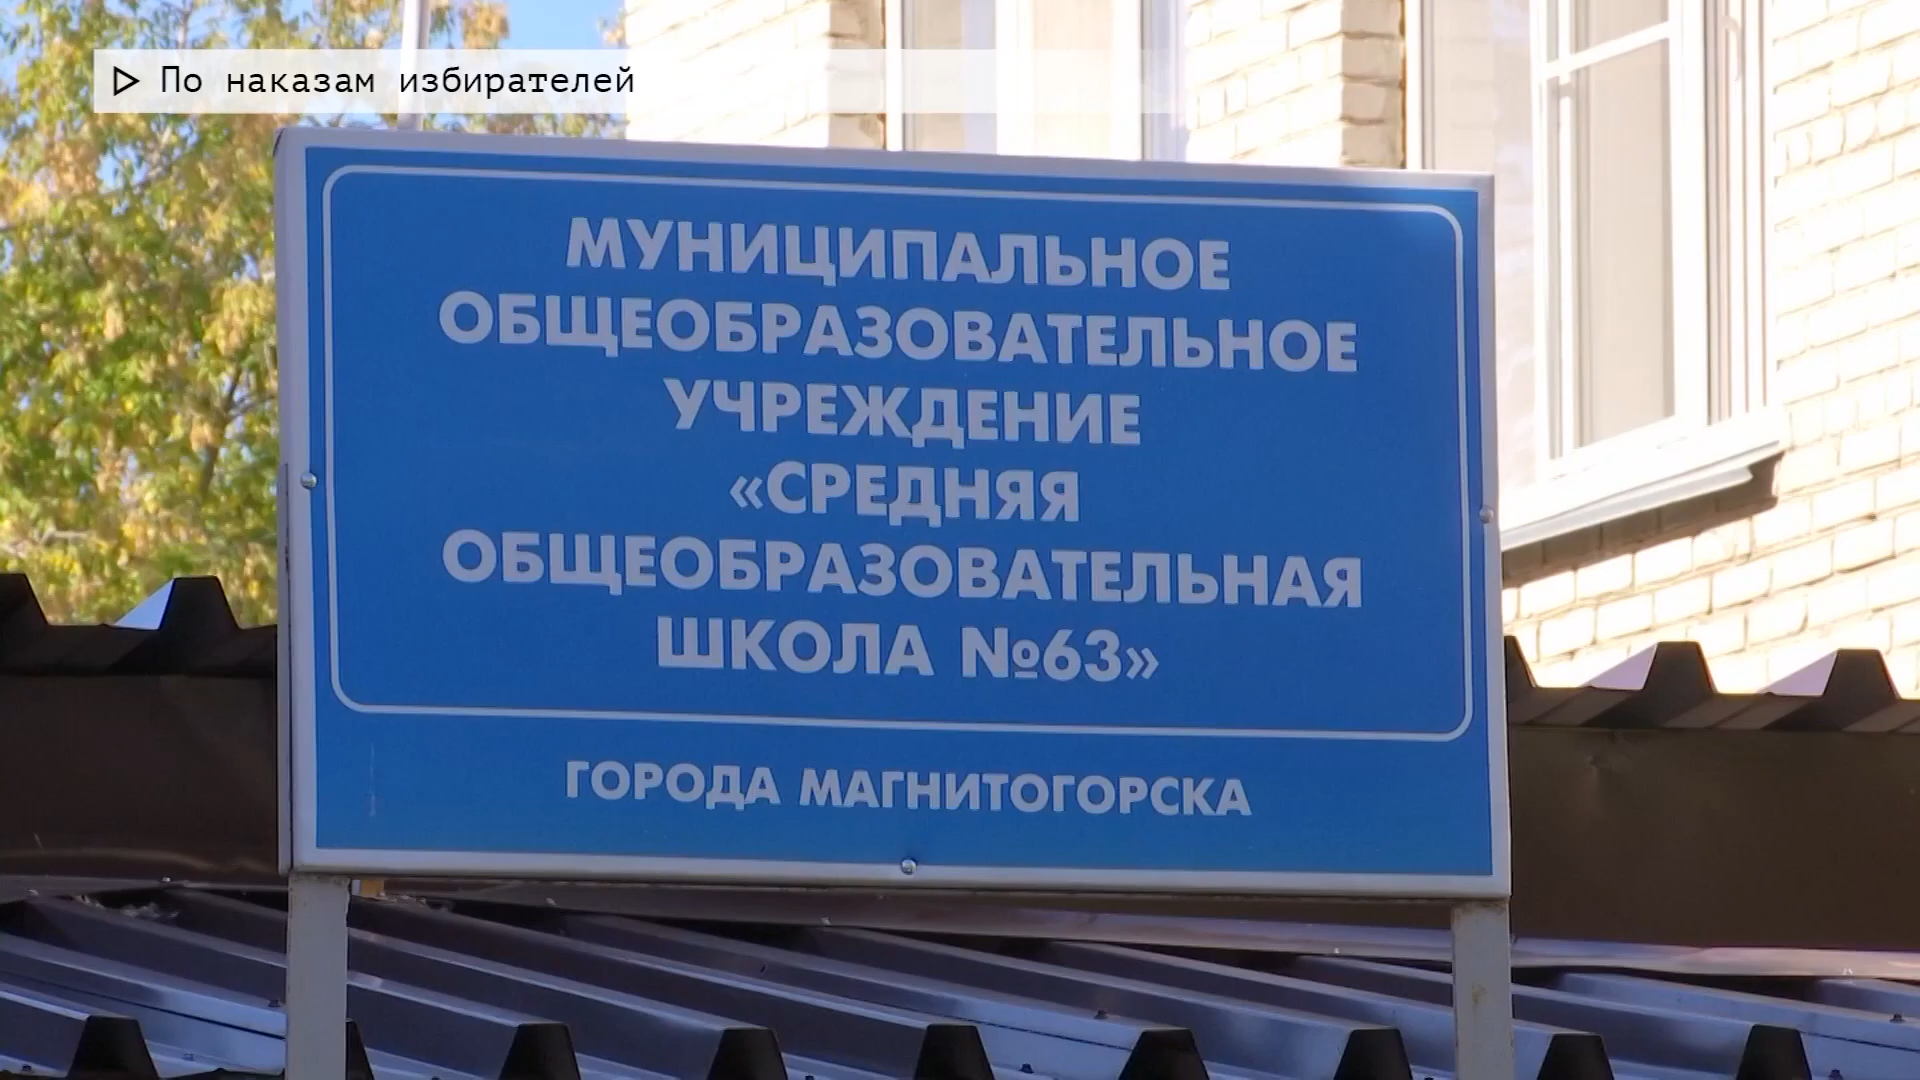 По наказам избирателей
МУНИЦИПАЛЬНОЕ
ОБЩЕОБРАЗОВАТЕЛЬНОЕ
УЧРЕЖДЕНИЕ
«СРЕДНЯЯ
ОБЩЕОБРАЗОВАТЕЛЬНАЯ
ШКОЛА №63»
ГОРОДА МАГНИТОГОРСКА